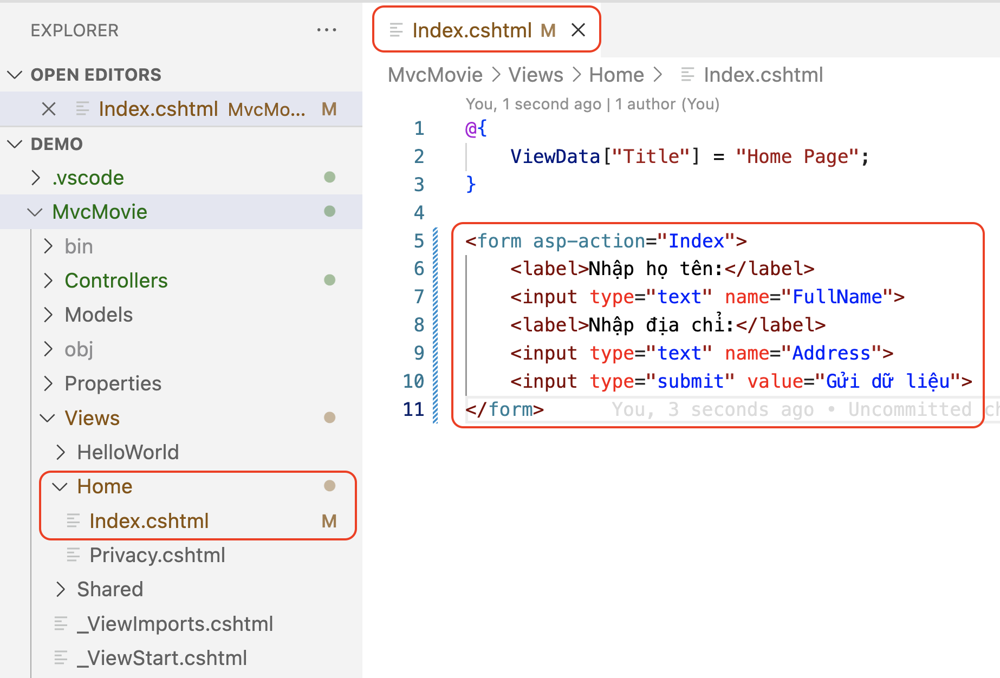 EXPLORER
OPEN EDITORS
Index.cshtml MvcMo... M
DEMO
.vscode
MvcMovie
bin
Controllers
Models
obj
Properties
Views
HelloWorld
Home
Index.cshtml M
Privacy.cshtml
Shared
_ViewImports.cshtml
_ViewStart.cshtml
Index.cshtml M
MvcMovie > Views > Home > Index.cshtml
You, 1 second ago | 1 author (You)
1 @{
2 ViewData["Title"] = "Home Page";
3 }
4
5 <form asp-action="Index">
6 <label>Nhập họ tên:</label>
7 <input type="text" name="FullName">
8 <label>Nhập địa chỉ:</label>
9 <input type="text" name="Address">
10 <input type="submit" value="Gửi dữ liệu">
11 </form> You, 3 seconds ago • Uncommitted ch